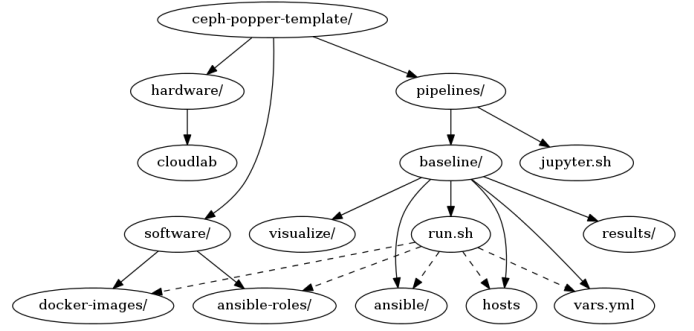 ceph-popper-template/
hardware/
pipelines/
cloudlab
baseline/
jupyter.sh
software/
visualize/
run.sh
results/
docker-images/
ansible-roles/
ansible/
hosts
vars.yml